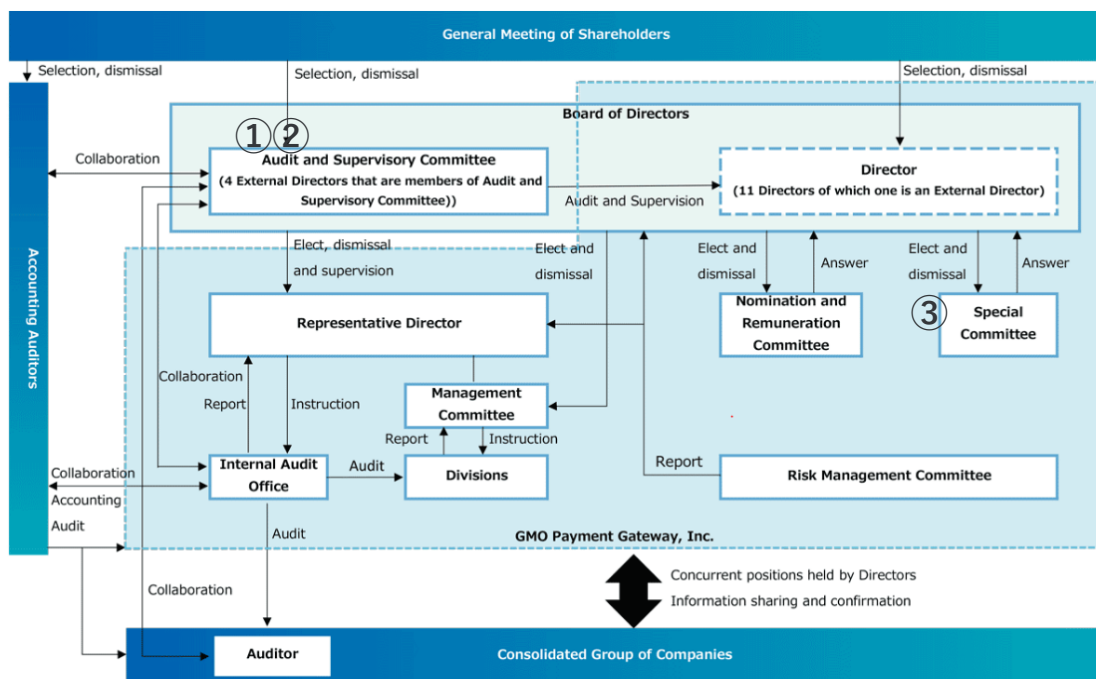 General Meeting of Shareholders
Selection, dismissal
Selection, dismissal
Selection, dismissal
Board of Directors
① ②
Collaboration
Audit and Supervisory Committee
(4 External Directors that are members of Audit and
Supervisory Committee))
Audit and Supervision
Director
(11 Directors of which one is an External Director)
Accounting Auditors
Elect, dismissal
and supervision
Elect and
dismissal
Elect and
dismissal
Answer
Elect and
dismissal
Answer
Representative Director
Nomination and
Remuneration
Committee
③
Special
Committee
Collaboration
Report
Instruction
Management
Committee
Report
Instruction
Internal Audit
Office
Audit
Divisions
Report
Risk Management Committee
Collaboration
Accounting
Audit
Audit
GMO Payment Gateway, Inc.
Concurrent positions held by Directors
Information sharing and confirmation
Collaboration
Auditor
Consolidated Group of Companies